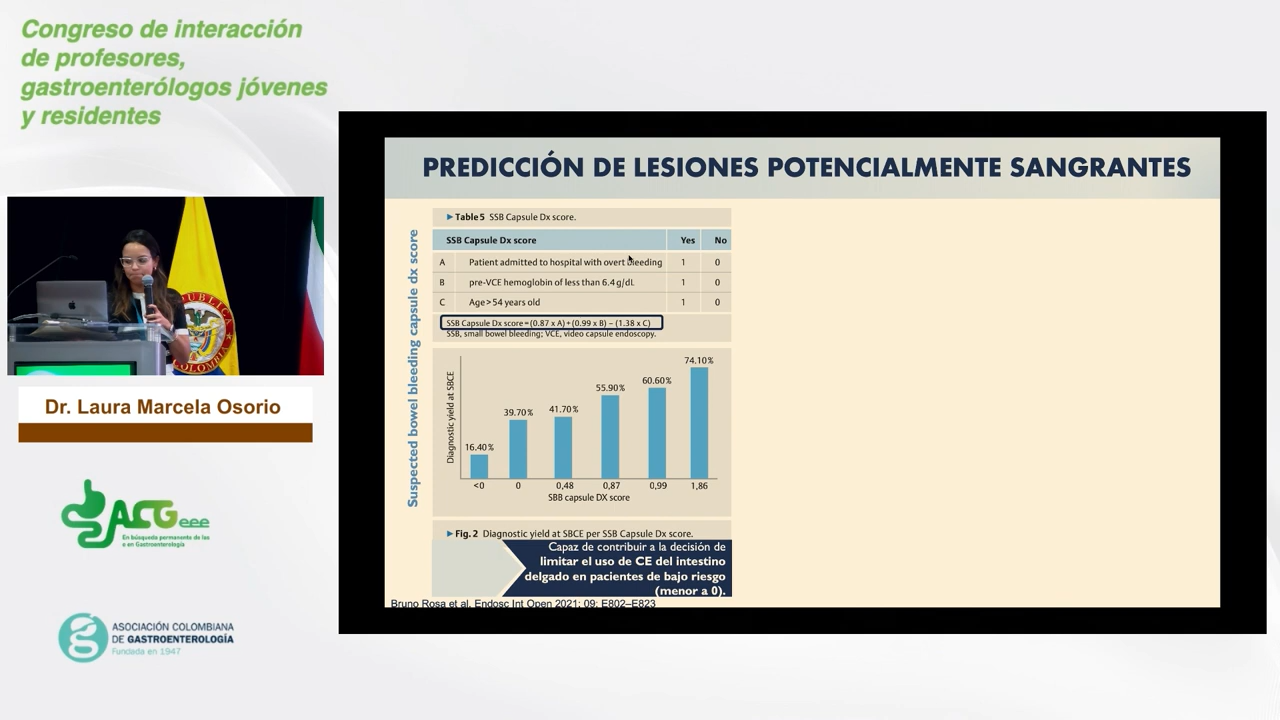 Congreso de interacción
de profesores,
gastroenterólogos jóvenes
y residentes
Dr. Laura Marcela Osorio
ACGeee
En búsqueda permanente de la
e en Gastroenterología
ASOCIACIÓN COLOMBIANA
DE GASTROENTEROLOGÍA
Fundada en 1947
PREDICCIÓN DE LESIONES POTENCIALMENTE SANGRANTES
Suspected bowel bleeding capsule dx score
▶ Table 5 SSB Capsule Dx score.
SSB Capsule Dx score Yes No
A Patient admitted to hospital with overt bleeding 1 0
B pre-VCE hemoglobin of less than 6.4 g/dL 1 0
C Age > 54 years old 1 0
SSB Capsule Dx score = (0.87 x A) + (0.99 x B) – (1.38 x C)
SSB, small bowel bleeding; VCE, video capsule endoscopy.
Diagnostic yield at SBCE
16.40 %
39.70 %
41.70 %
55.90 %
60.60 %
74.10 %
<0 0 0,48 0,87 0,99 1,86
SBB capsule DX score
▶ Fig. 2 Diagnostic yield at SBCE per SSB Capsule Dx score.
Capaz de contribuir a la decisión de
limitar el uso de CE del intestino
delgado en pacientes de bajo riesgo
(menor a 0).
Bruno Rosa et al. Endosc Int Open 2021; 09: E802–E823